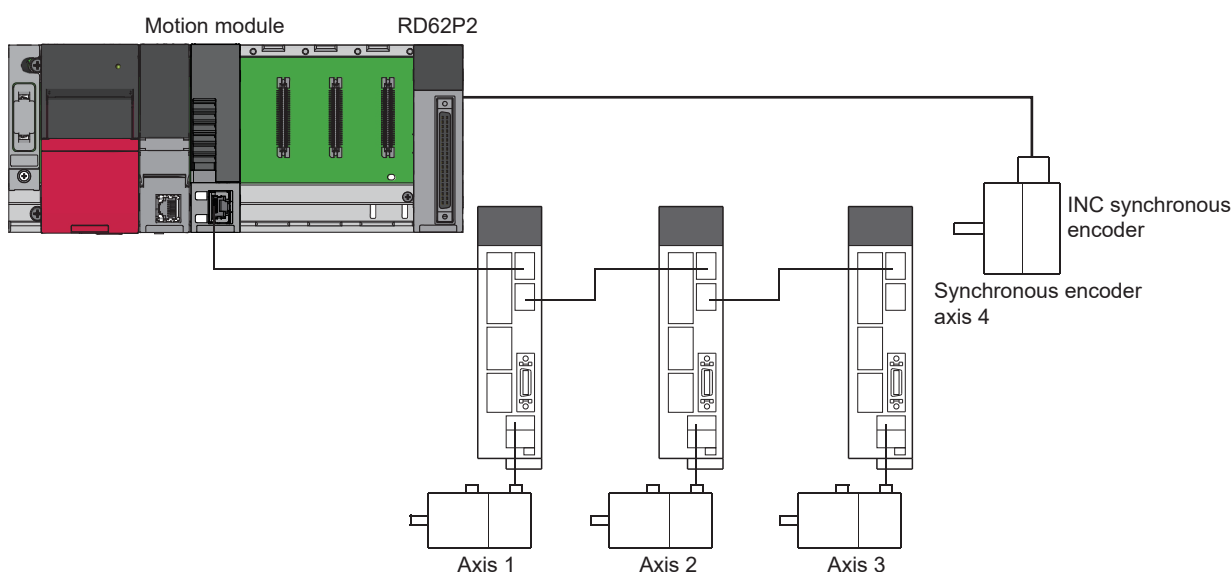 Motion module
RD62P2
INC synchronous
encoder
Synchronous encoder
axis 4
Axis 1
Axis 2
Axis 3